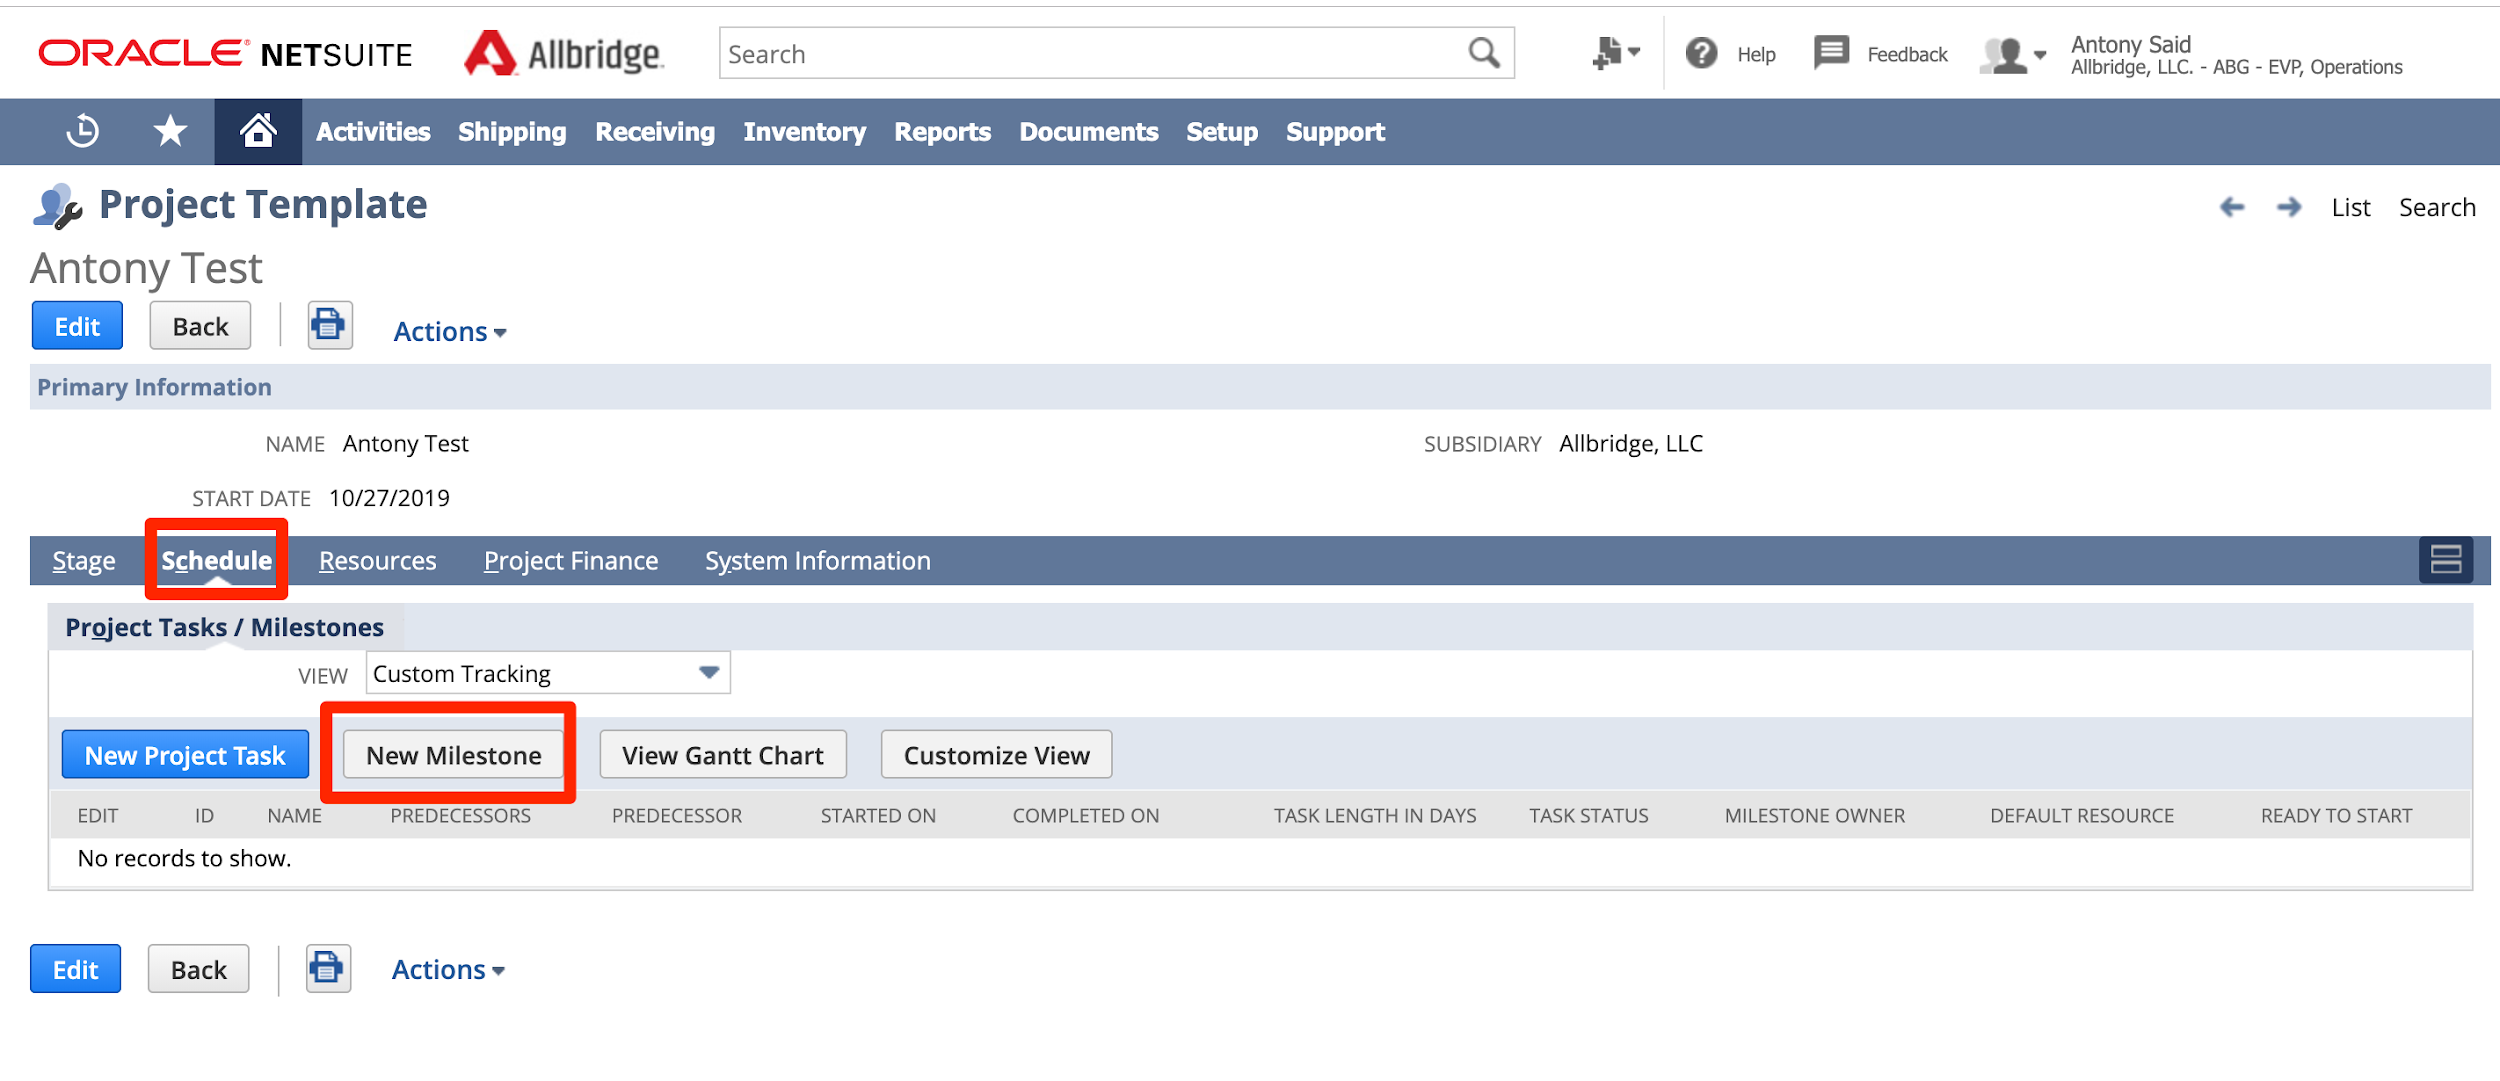 ORACLE® NETSUITE Allbridge Search Help Feedback Antony Said
Allbridge, LLC. - ABG - EVP, Operations
Activities Shipping Receiving Inventory Reports Documents Setup Support
Project Template List Search
Antony Test
Edit Back Actions
Primary Information
NAME Antony Test SUBSIDIARY Allbridge, LLC
START DATE 10/27/2019
Stage Schedule Resources Project Finance System Information
Project Tasks / Milestones
VIEW Custom Tracking
New Project Task New Milestone View Gantt Chart Customize View
EDIT ID NAME PREDECESSORS PREDECESSOR STARTED ON COMPLETED ON TASK LENGTH IN DAYS TASK STATUS MILESTONE OWNER DEFAULT RESOURCE READY TO START
No records to show.
Edit Back Actions